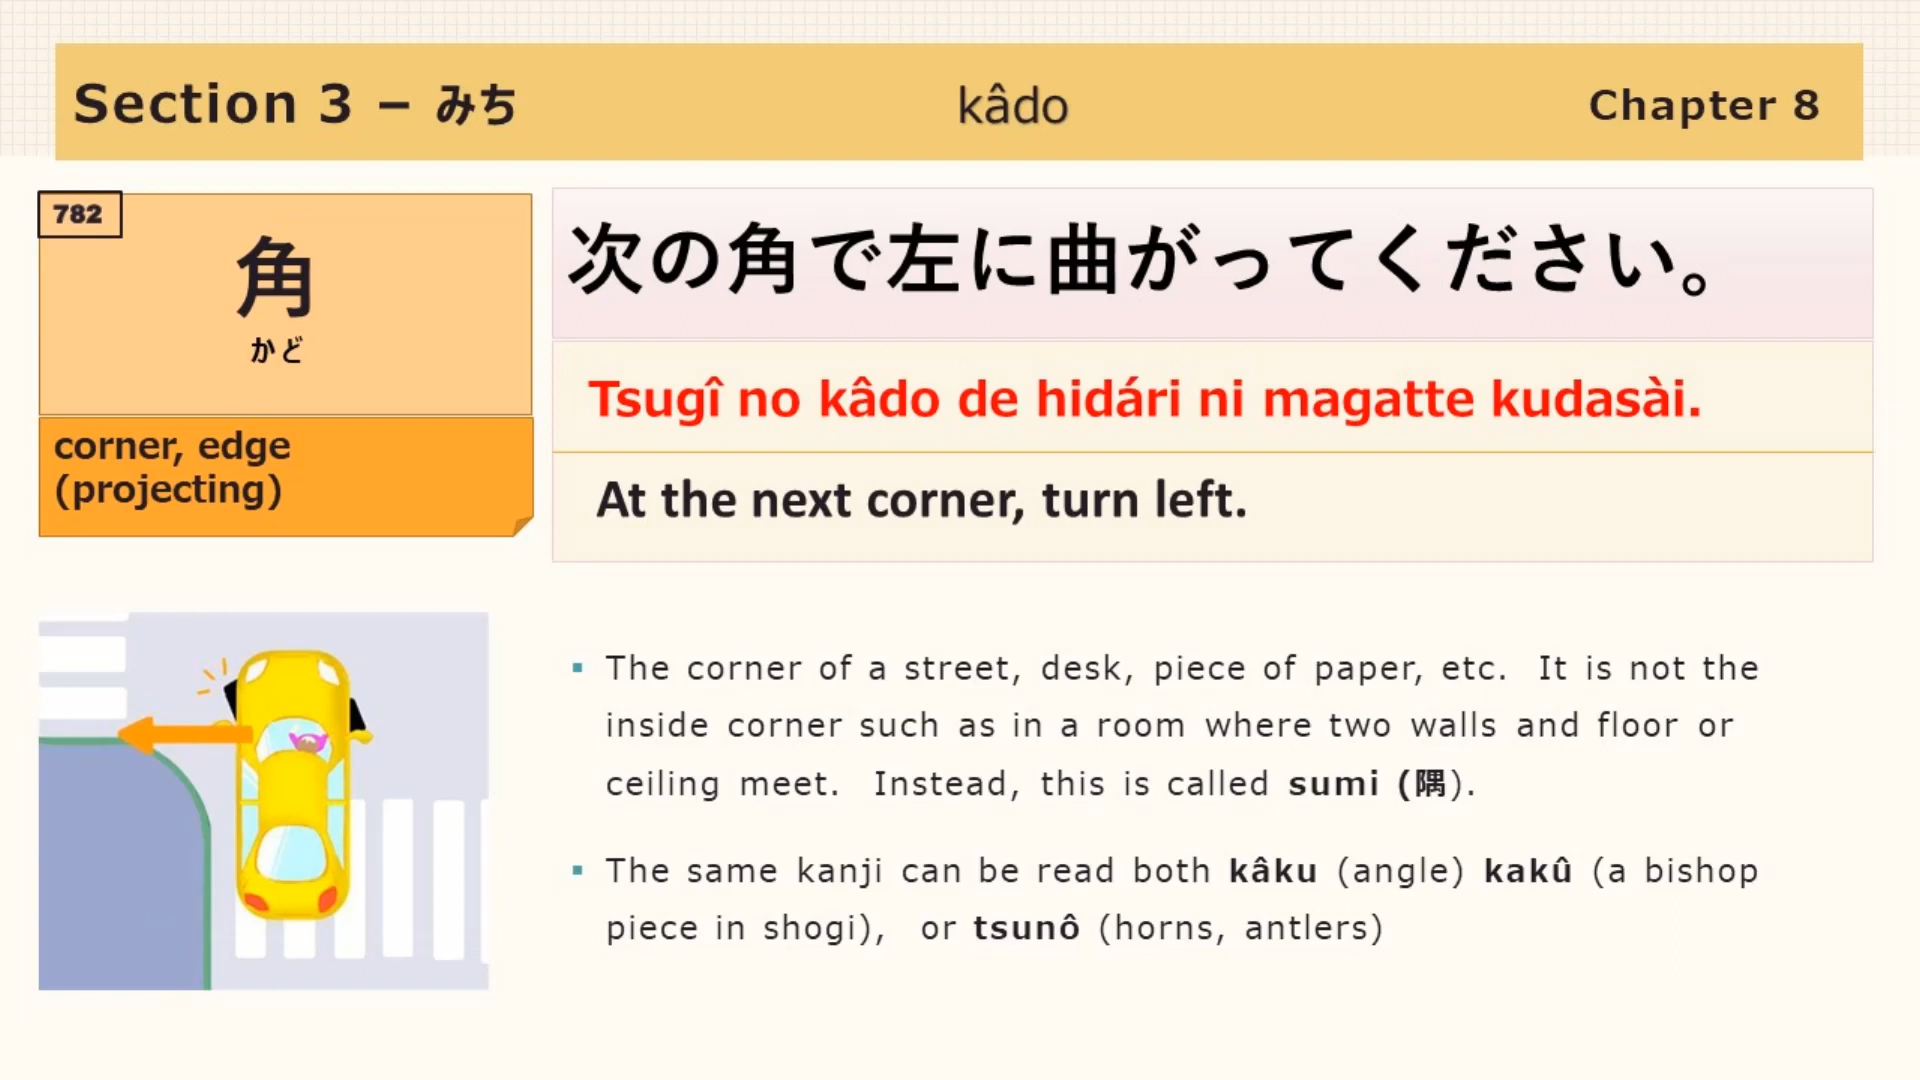 Section 3 – みち
kâdo
Chapter 8
782
角
かど
corner, edge
(projecting)
次の角で左に曲がってください。
Tsugî no kâdo de hidári ni magatte kudasài.
At the next corner, turn left.
▪ The corner of a street, desk, piece of paper, etc. It is not the
inside corner such as in a room where two walls and floor or
ceiling meet. Instead, this is called sumi (隅).
▪ The same kanji can be read both kâku (angle) kakû (a bishop
piece in shogi), or tsunô (horns, antlers)